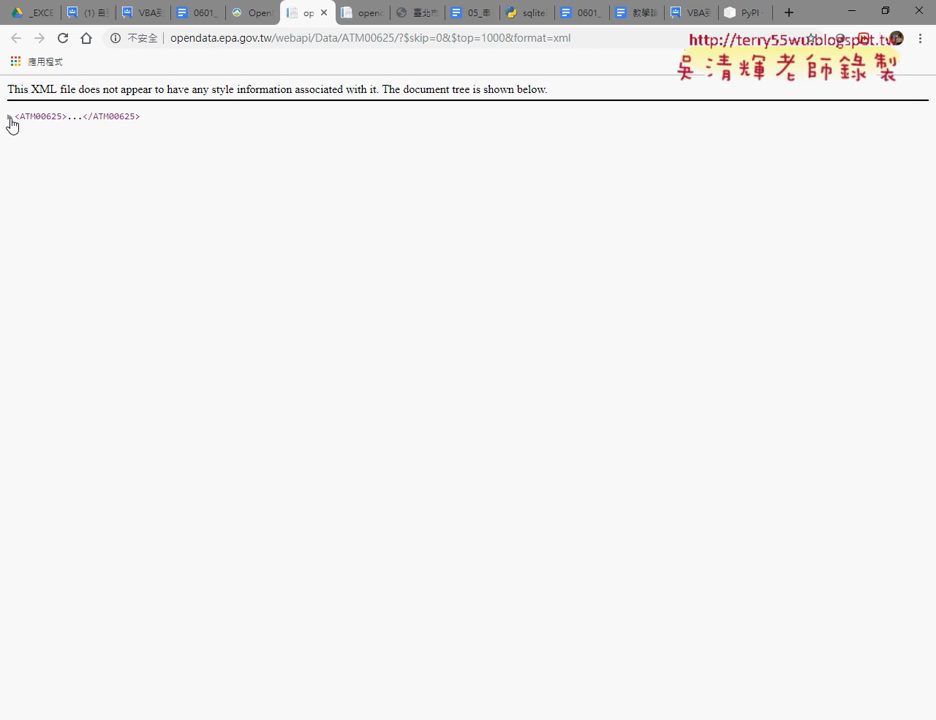 _EXCE
(1) 自
VBA
0601_
Open
op
openc
臺北市
05_
sqlite
0601_
教學
VBA
PyPI
不安全
opendata.epa.gov.tw/webapi/Data/ATM00625/?$skip=0&$top=1000&format=xml
http://terry55wu.blogspot.tw
應用程式
吳清輝老師錄製
This XML file does not appear to have any style information associated with it. The document tree is shown below.
<ATM00625>...</ATM00625>